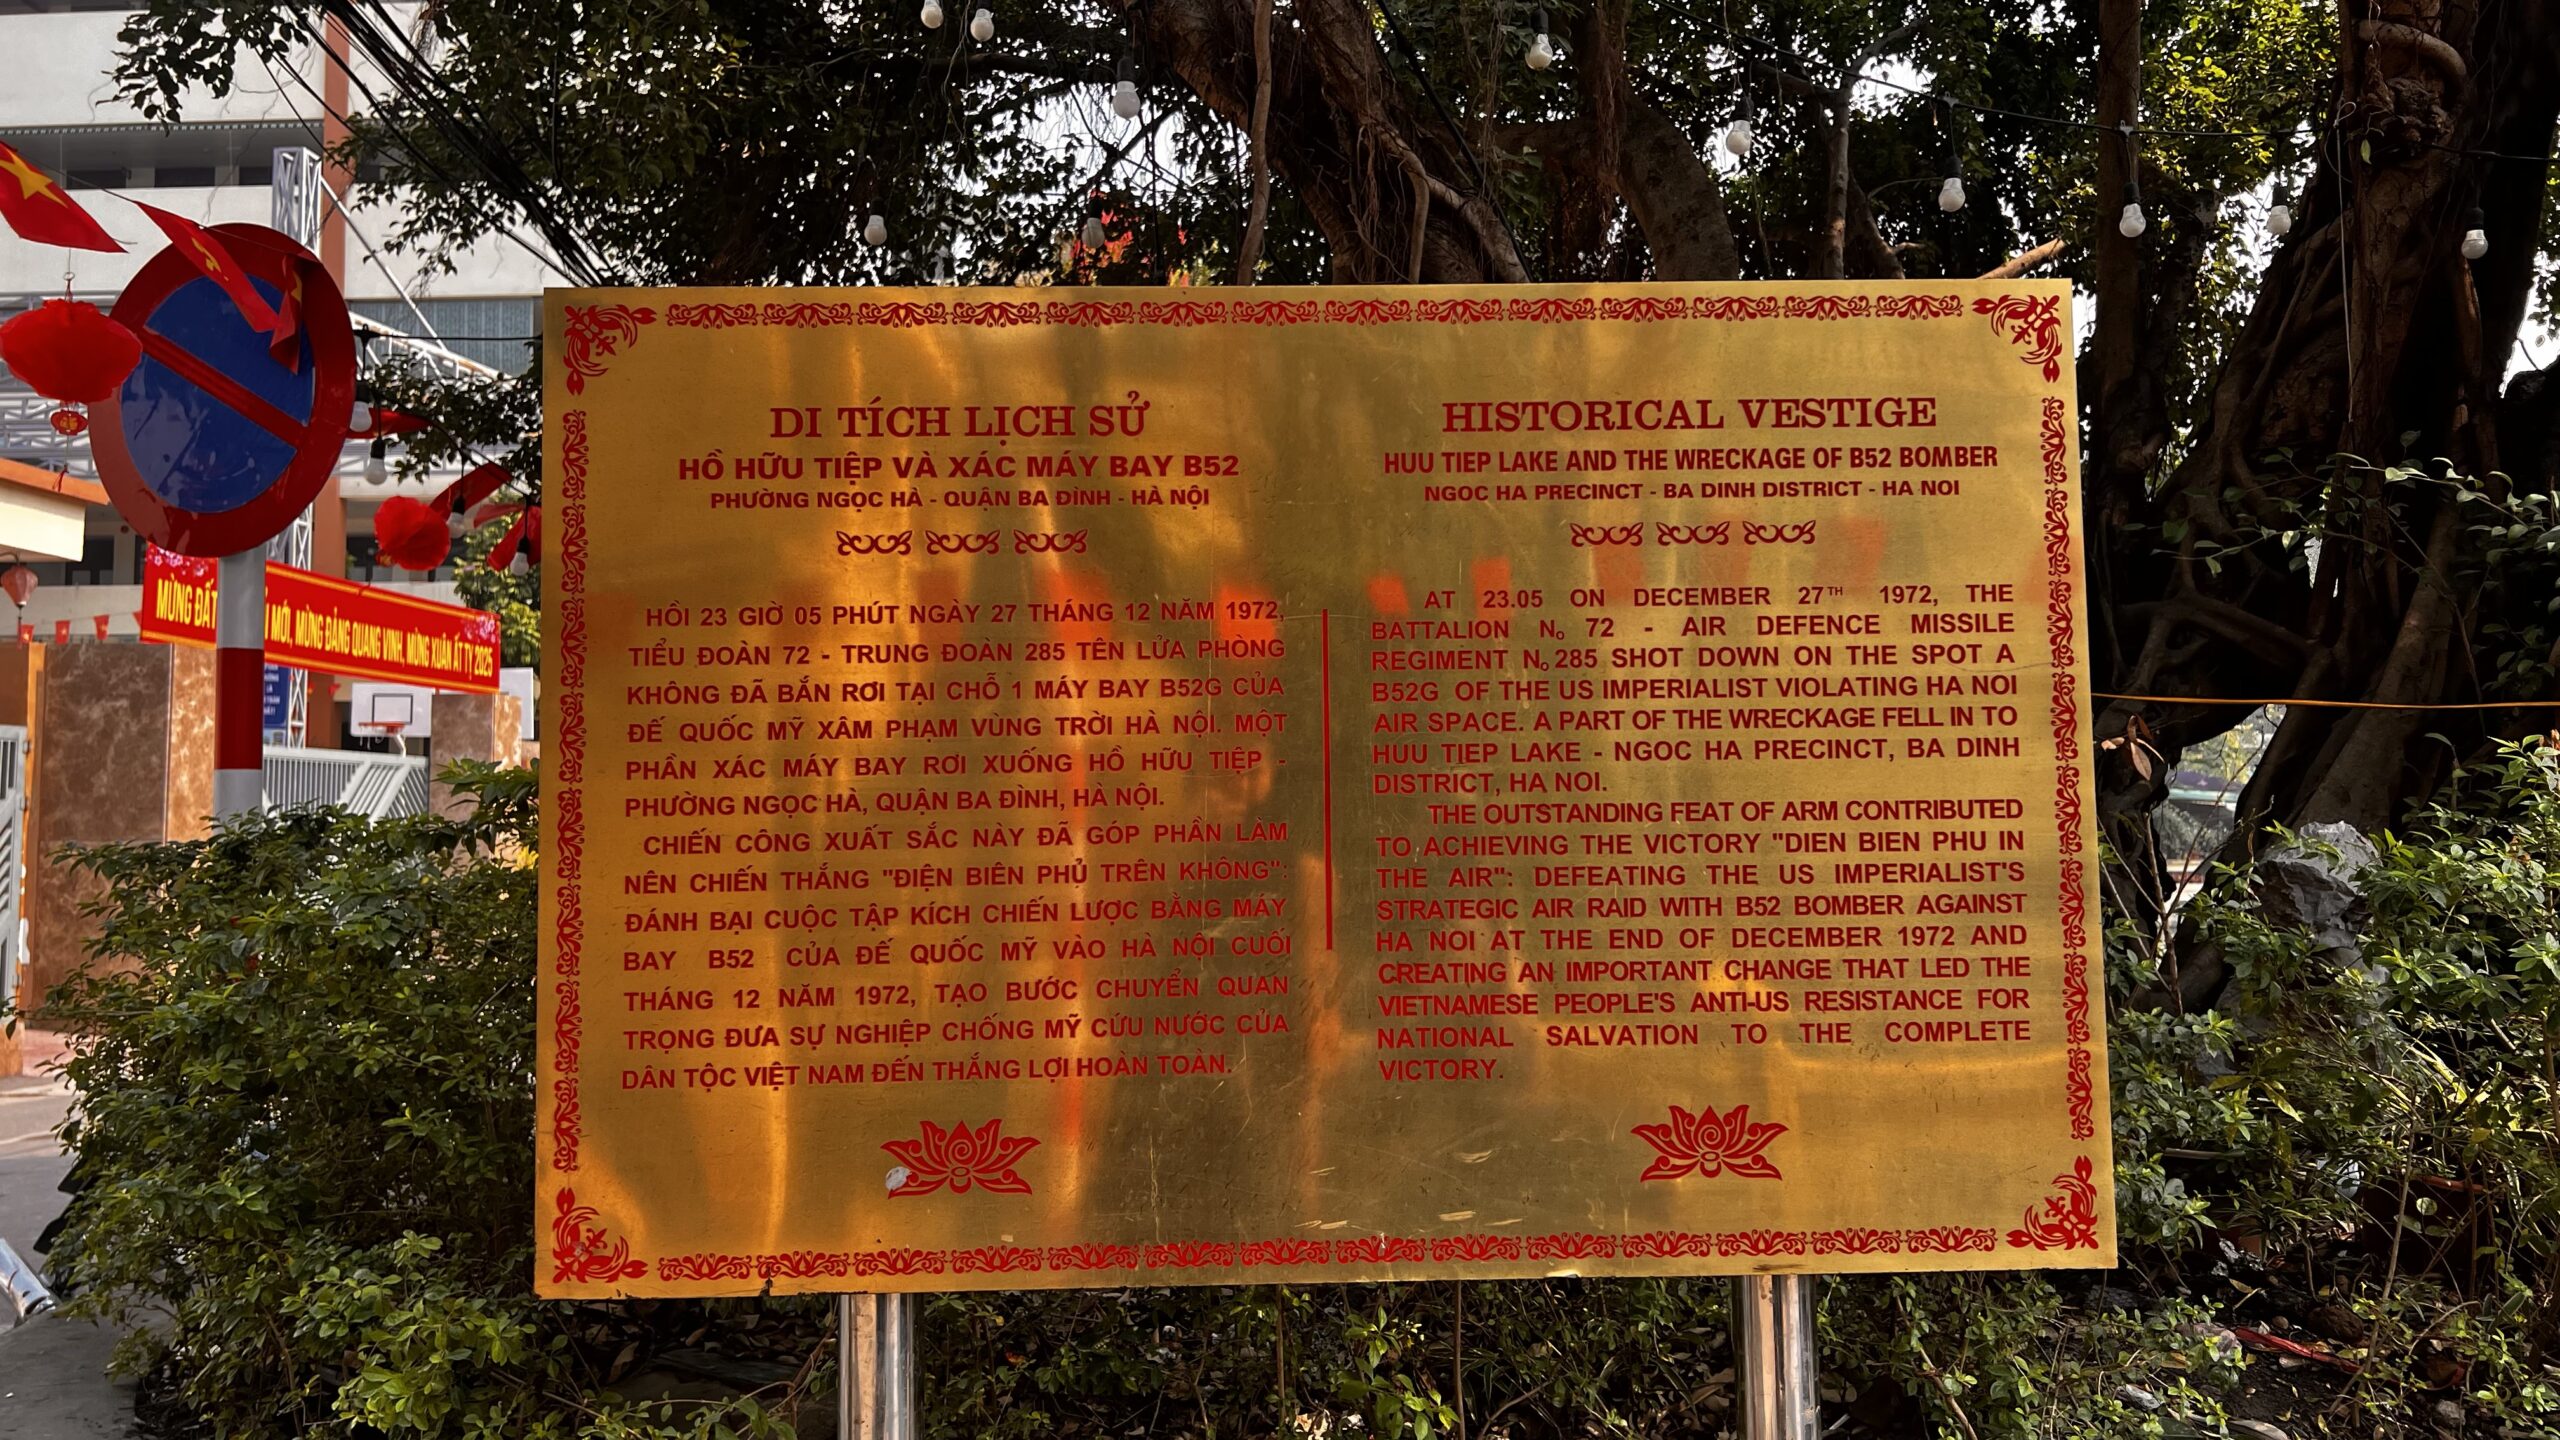 DI TÍCH LỊCH SỬ
HỒ HỮU TIỆP VÀ XÁC MÁY BAY B52
PHƯỜNG NGỌC HÀ - QUẬN BA ĐÌNH - HÀ NỘI
HỒI 23 GIỜ 05 PHÚT NGÀY 27 THÁNG 12 NĂM 1972,
TIỂU ĐOÀN 72 - TRUNG ĐOÀN 285 TÊN LỬA PHÒNG
KHÔNG ĐÃ BẮN RƠI TẠI CHỖ 1 MÁY BAY B52G CỦA
ĐẾ QUỐC MỸ XÂM PHẠM VÙNG TRỜI HÀ NỘI. MỘT
PHẦN XÁC MÁY BAY RƠI XUỐNG HỒ HỮU TIỆP -
PHƯỜNG NGỌC HÀ, QUẬN BA ĐÌNH, HÀ NỘI.
CHIẾN CÔNG XUẤT SẮC NÀY ĐÃ GÓP PHẦN LÀM
NÊN CHIẾN THẮNG "ĐIỆN BIÊN PHỦ TRÊN KHÔNG":
ĐÁNH BẠI CUỘC TẬP KÍCH CHIẾN LƯỢC BẰNG MÁY
BAY B52 CỦA ĐẾ QUỐC MỸ VÀO HÀ NỘI CUỐI
THÁNG 12 NĂM 1972, TẠO BƯỚC CHUYỂN QUAN
TRỌNG ĐƯA SỰ NGHIỆP CHỐNG MỸ CỨU NƯỚC CỦA
DÂN TỘC VIỆT NAM ĐẾN THẮNG LỢI HOÀN TOÀN.
HISTORICAL VESTIGE
HUU TIEP LAKE AND THE WRECKAGE OF B52 BOMBER
NGOC HA PRECINCT - BA DINH DISTRICT - HA NOI
AT 23.05 ON DECEMBER 27TH 1972, THE
BATTALION No 72 - AIR DEFENCE MISSILE
REGIMENT No 285 SHOT DOWN ON THE SPOT A
B52G OF THE US IMPERIALIST VIOLATING HA NOI
AIR SPACE. A PART OF THE WRECKAGE FELL IN TO
HUU TIEP LAKE - NGOC HA PRECINCT, BA DINH
DISTRICT, HA NOI.
THE OUTSTANDING FEAT OF ARM CONTRIBUTED
TO ACHIEVING THE VICTORY "DIEN BIEN PHU IN
THE AIR": DEFEATING THE US IMPERIALIST'S
STRATEGIC AIR RAID WITH B52 BOMBER AGAINST
HA NOI AT THE END OF DECEMBER 1972 AND
CREATING AN IMPORTANT CHANGE THAT LED THE
VIETNAMESE PEOPLE'S ANTI-US RESISTANCE FOR
NATIONAL SALVATION TO THE COMPLETE
VICTORY.
MỪNG ĐẤT MỚI, MỪNG ĐẢNG QUANG VINH, MỪNG XUÂN ẤT TỴ 2025